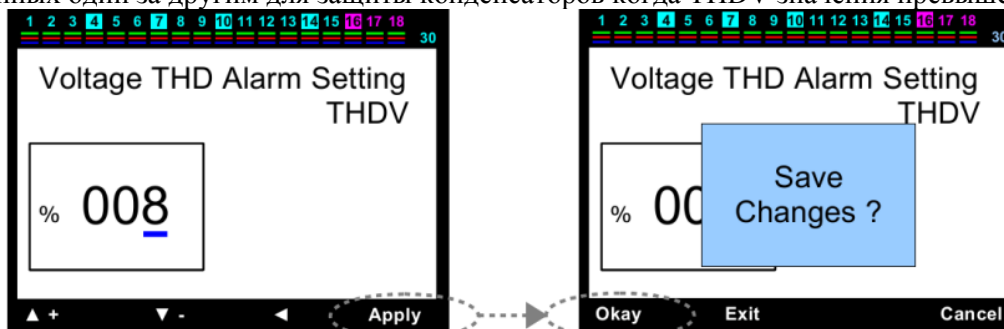 один за другим для защиты конденсаторов когда THDV значения
1 2 3 4 5 6 7 8 9 10 11 12 13 14 15 16 17 18
30
Voltage THD Alarm Setting
THDV
% 008
▲ + ▼ - ◄ Apply
1 2 3 4 5 6 7 8 9 10 11 12 13 14 15 16 17 18
30
Voltage THD Alarm Setting
THDV
% 00
Save
Changes ?
Okay Exit Cancel